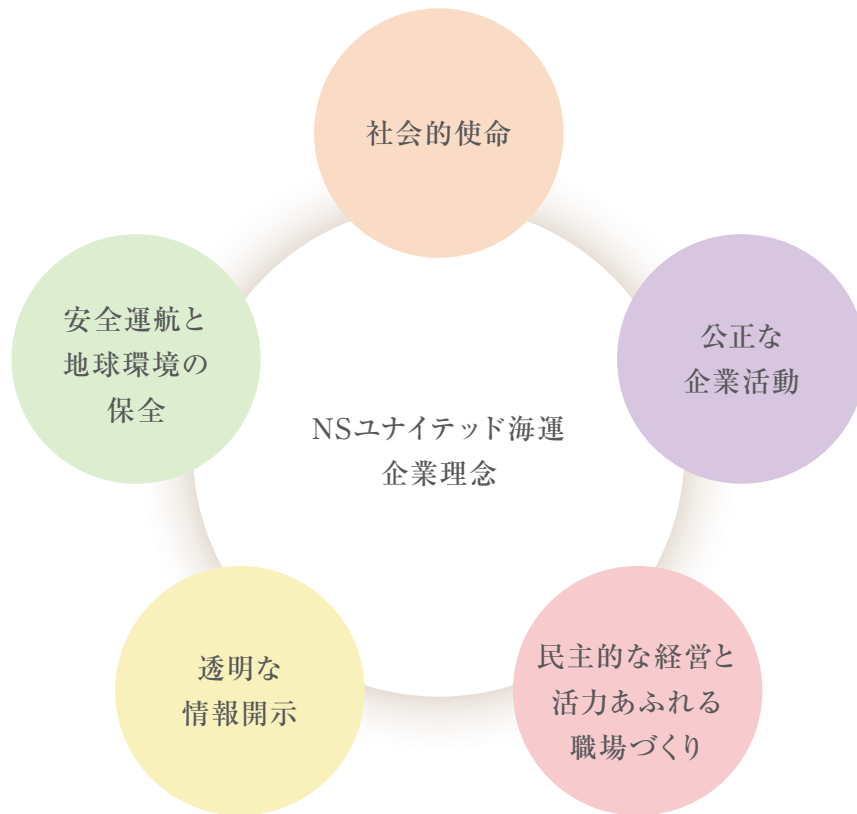 社会的使命
安全運航と
地球環境の
保全
公正な
企業活動
NSユナイテッド海運
企業理念
透明な
情報開示
民主的な経営と
活力あふれる
職場づくり